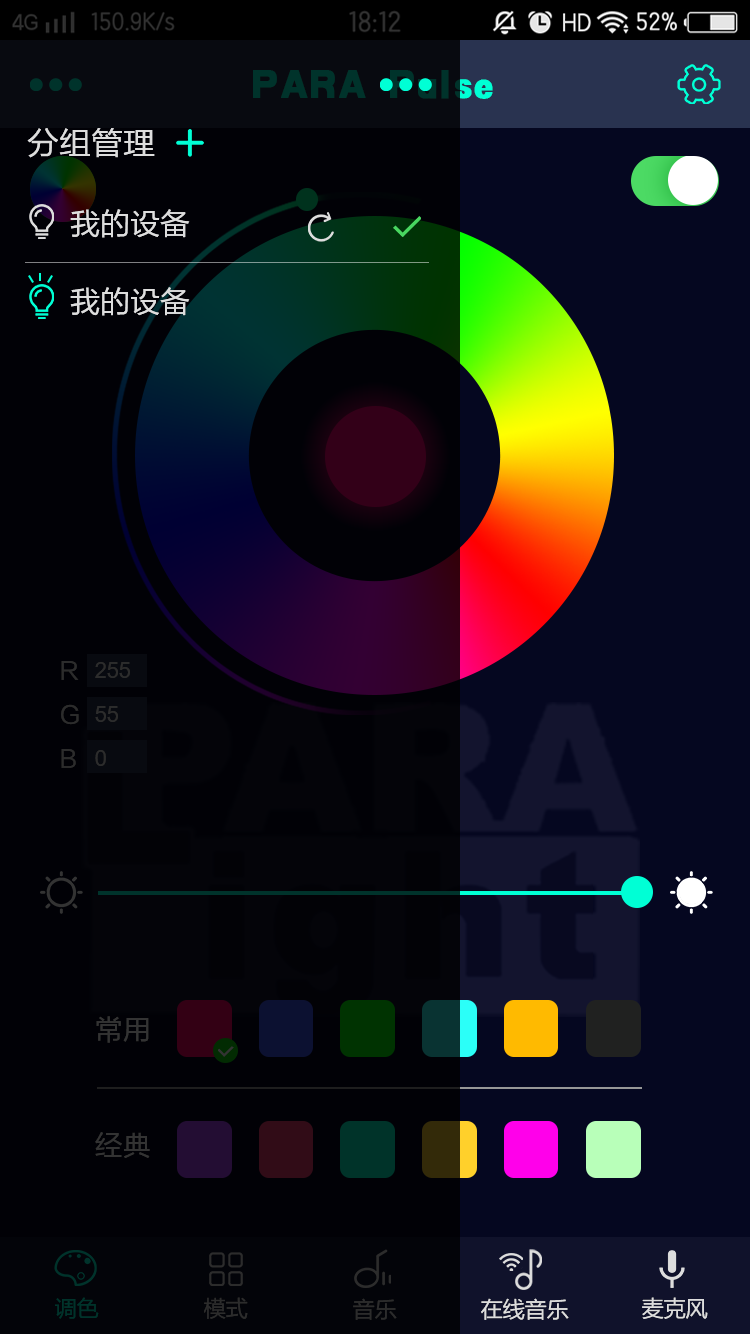 4G 150.9K/s 18:12 HD 52%
PARA Pulse
分组管理
我的设备
我的设备
R 255
G 55
B 0
PARA
Light
常用
经典
调色 模式 音乐 在线音乐 麦克风